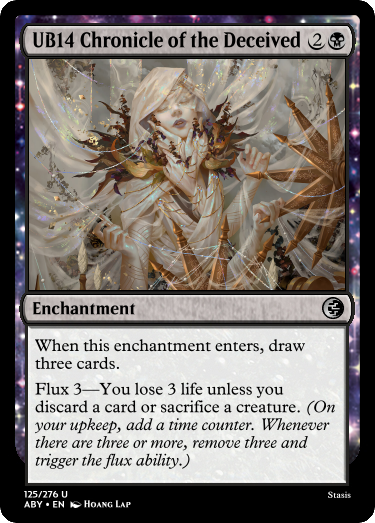 UB14 Chronicle of the Deceived 2
Enchantment
When this enchantment enters, draw
three cards.
Flux 3—You lose 3 life unless you
discard a card or sacrifice a creature. (On
your upkeep, add a time counter. Whenever
there are three or more, remove three and
trigger the flux ability.)
125/276 U
ABY • EN Hoang Lap
Stasis